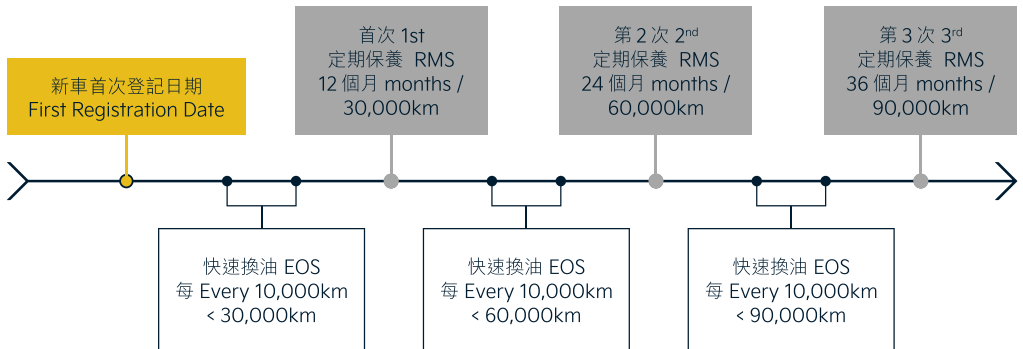 新車首次登記日期
First Registration Date
首次 1st
定期保養 RMS
12 個月 months /
30,000km
第 2 次 2nd
定期保養 RMS
24 個月 months /
60,000km
第 3 次 3rd
定期保養 RMS
36 個月 months /
90,000km
快速換油 EOS
每 Every 10,000km
< 30,000km
快速換油 EOS
每 Every 10,000km
< 60,000km
快速換油 EOS
每 Every 10,000km
< 90,000km